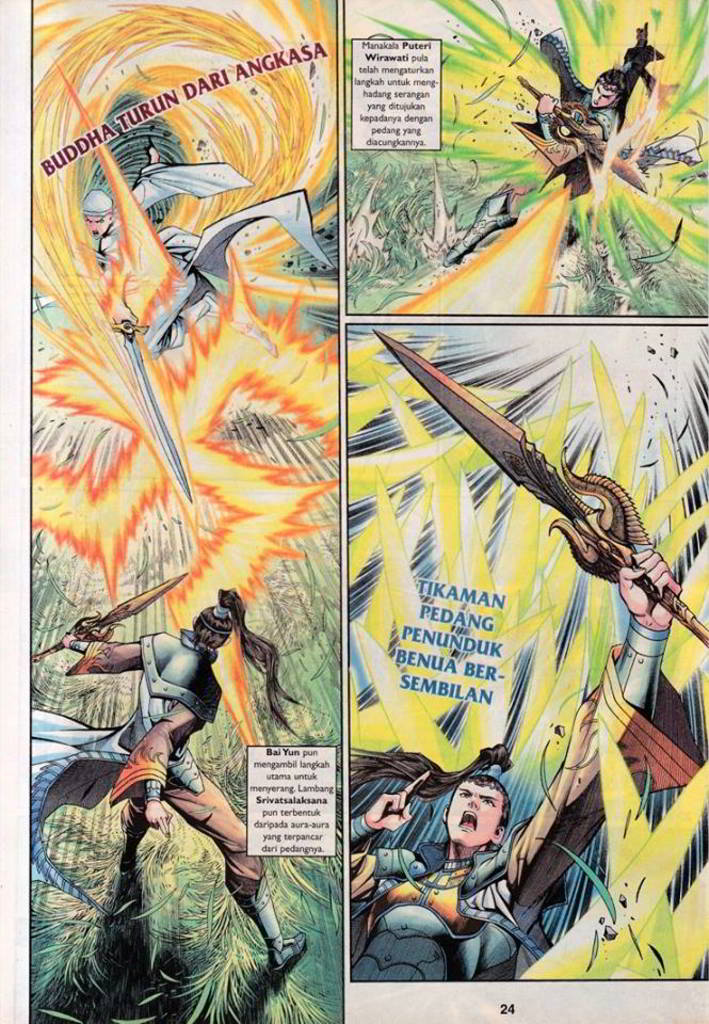 BUDDHA TURUN DARI ANGKASA
Bai Yun pun
mengambil langkah
utama untuk
menyerang. Lambang
Srivatsalaksana
pun terbentuk
daripada aura-aura
yang terpancar
dari pedangnya.
Manakala Puteri
Wirawati pula
telah mengaturkan
langkah untuk meng-
hadang serangan
yang ditujukan
kepadanya dengan
pedang yang
diacungkannya.
TIKAMAN
PEDANG
PENUNDUK
BENUA BER-
SEMBILAN
24